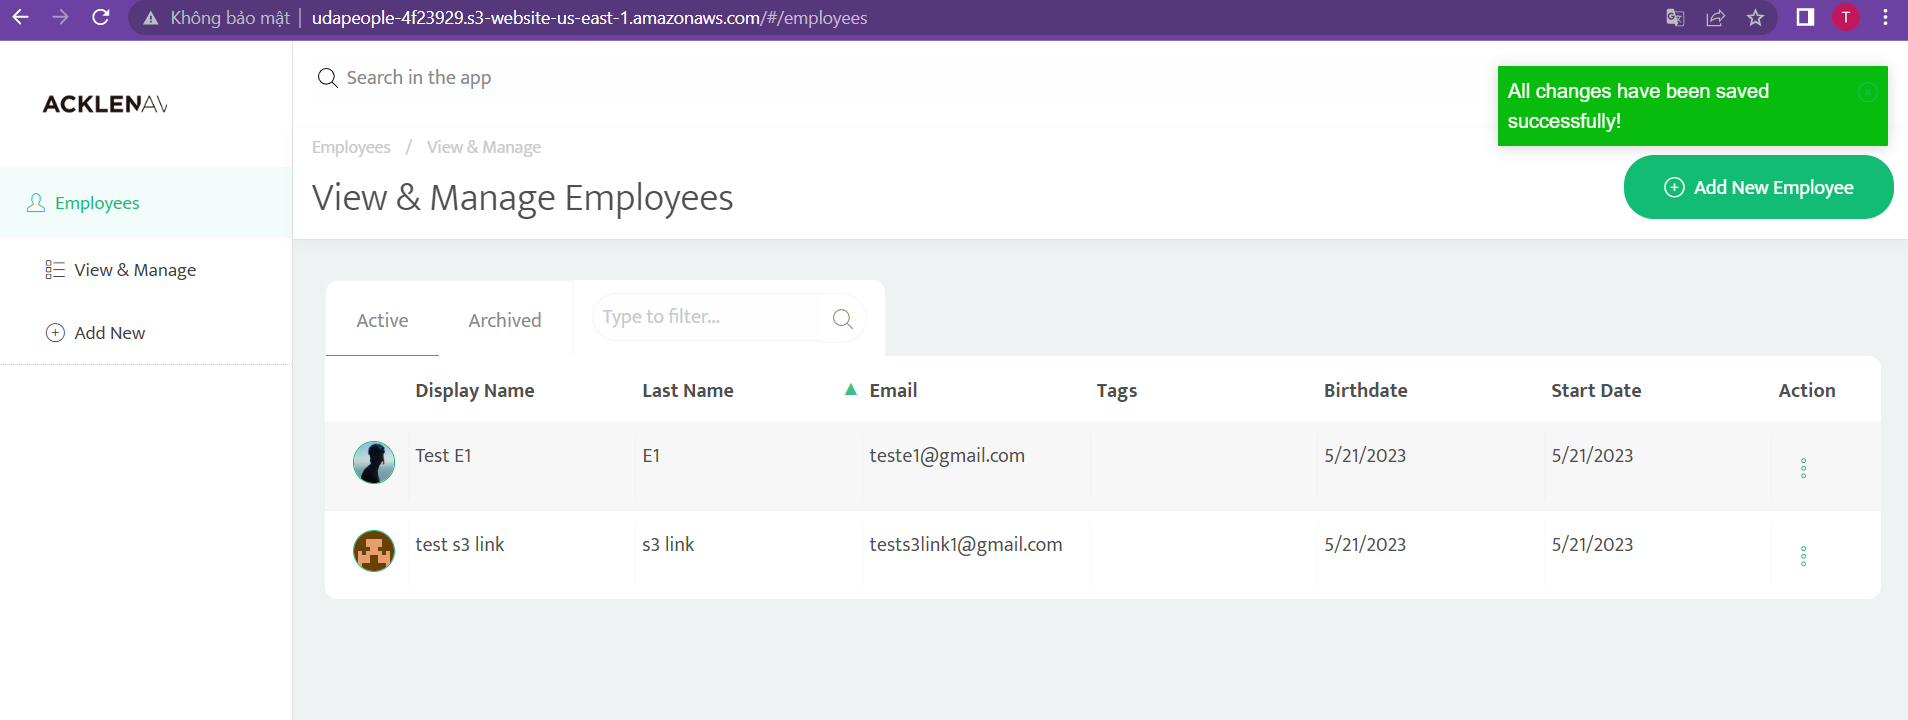 Không bảo mật | udapeople-4f23929.s3-website-us-east-1.amazonaws.com/#/employees
T
ACKLENAV
Search in the app
All changes have been saved
successfully!
Employees / View & Manage
View & Manage Employees
Add New Employee
Employees
View & Manage
Add New
Active Archived Type to filter...
Display Name Last Name ▲ Email Tags Birthdate Start Date Action
Test E1 E1 teste1@gmail.com 5/21/2023 5/21/2023
test s3 link s3 link tests3link1@gmail.com 5/21/2023 5/21/2023